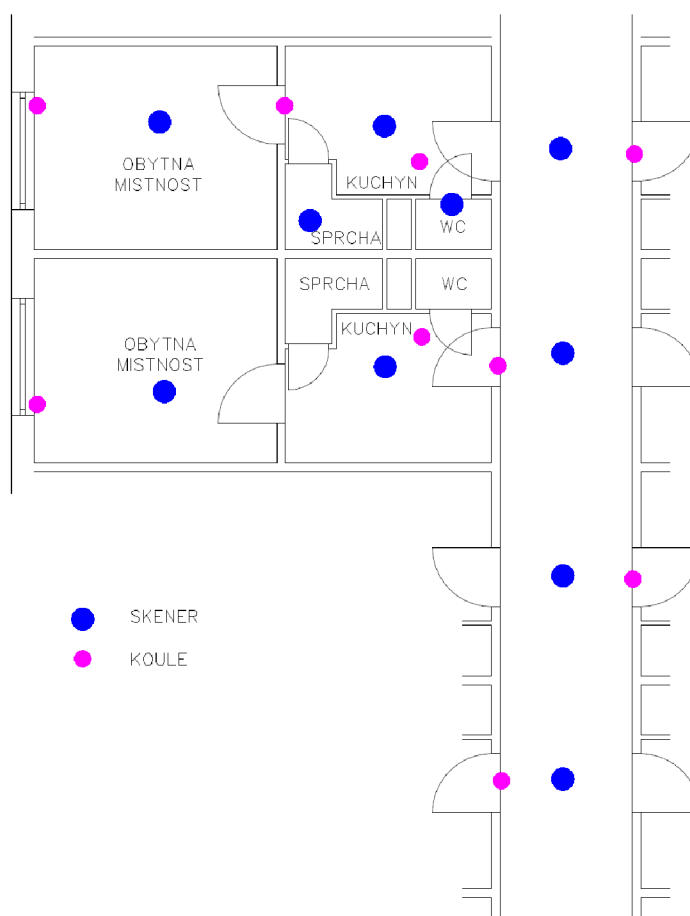 OBYTNA
MISTNOST
KUCHYN
SPRCHA
WC
SPRCHA
WC
KUCHYN
OBYTNA
MISTNOST
SKENER
KOULE